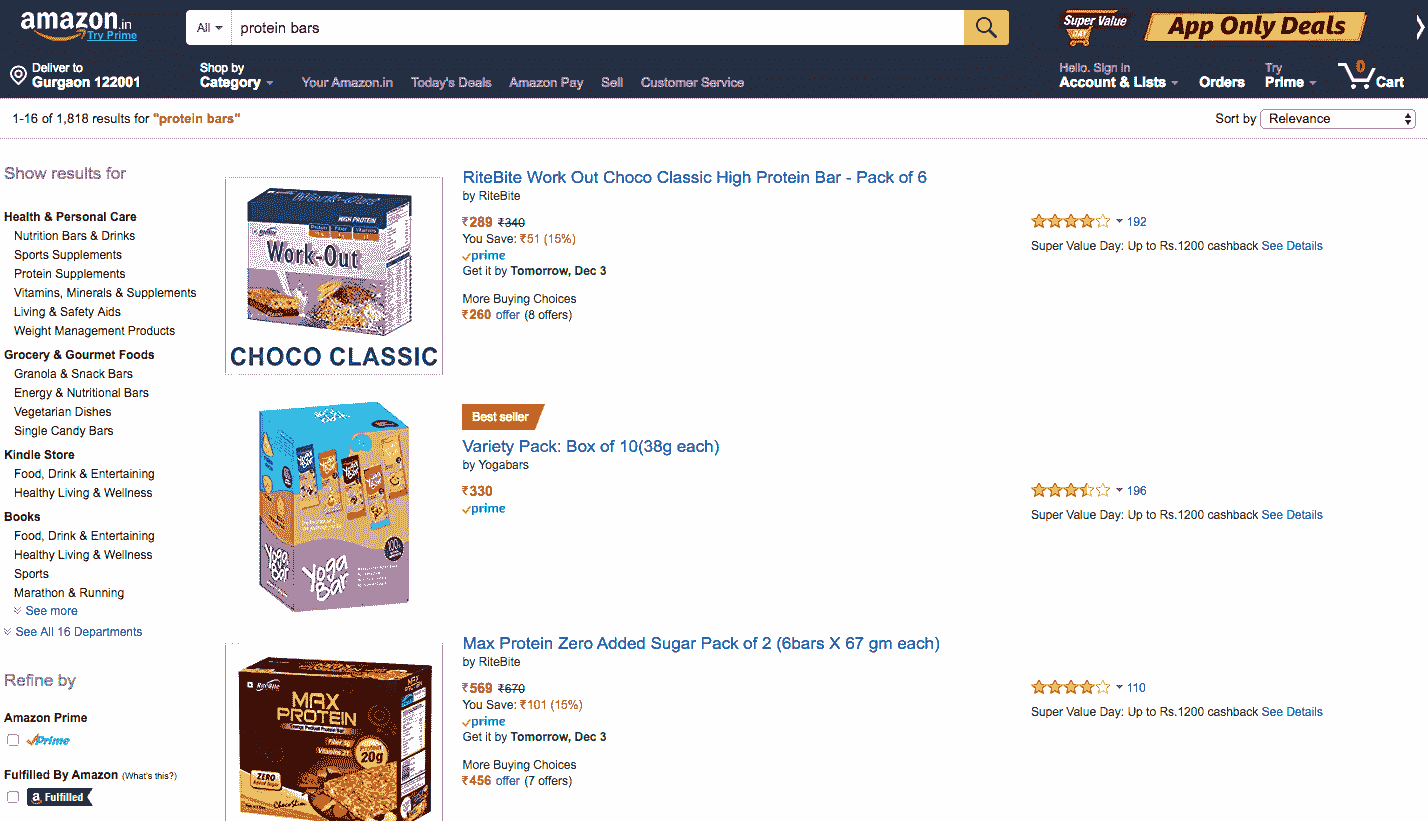 amazon.in
Try Prime
All
protein bars
Super Value
DAY
App Only Deals
Deliver to
Gurgaon 122001
Shop by
Category
Your Amazon.in
Today's Deals
Amazon Pay
Sell
Customer Service
Hello. Sign in
Account & Lists
Orders
Try
Prime
0
Cart
1-16 of 1,818 results for "protein bars"
Sort by
Relevance
Show results for
Health & Personal Care
Nutrition Bars & Drinks
Sports Supplements
Protein Supplements
Vitamins, Minerals & Supplements
Living & Safety Aids
Weight Management Products
Grocery & Gourmet Foods
Granola & Snack Bars
Energy & Nutritional Bars
Vegetarian Dishes
Single Candy Bars
Kindle Store
Food, Drink & Entertaining
Healthy Living & Wellness
Books
Food, Drink & Entertaining
Healthy Living & Wellness
Sports
Marathon & Running
See more
See All 16 Departments
Refine by
Amazon Prime
Prime
Fulfilled By Amazon (What's this?)
a Fulfilled
Work-Out
HIGH PROTEIN
Protein Fiber Vitamins
Work-Out
CHOCO CLASSIC
RiteBite Work Out Choco Classic High Protein Bar - Pack of 6
by RiteBite
₹289 ₹340
You Save: ₹51 (15%)
prime
Get it by Tomorrow, Dec 3
More Buying Choices
₹260 offer (8 offers)
192
Super Value Day: Up to Rs.1200 cashback See Details
Yoga
Bar
100%
Yoga
Bar
Best seller
Variety Pack: Box of 10(38g each)
by Yogabars
₹330
prime
196
Super Value Day: Up to Rs.1200 cashback See Details
RiteBite
MAX
PROTEIN
Protein
20g
ZERO
Added Sugar
Choco Slim
Max Protein Zero Added Sugar Pack of 2 (6bars X 67 gm each)
by RiteBite
₹569 ₹670
You Save: ₹101 (15%)
prime
Get it by Tomorrow, Dec 3
More Buying Choices
₹456 offer (7 offers)
110
Super Value Day: Up to Rs.1200 cashback See Details